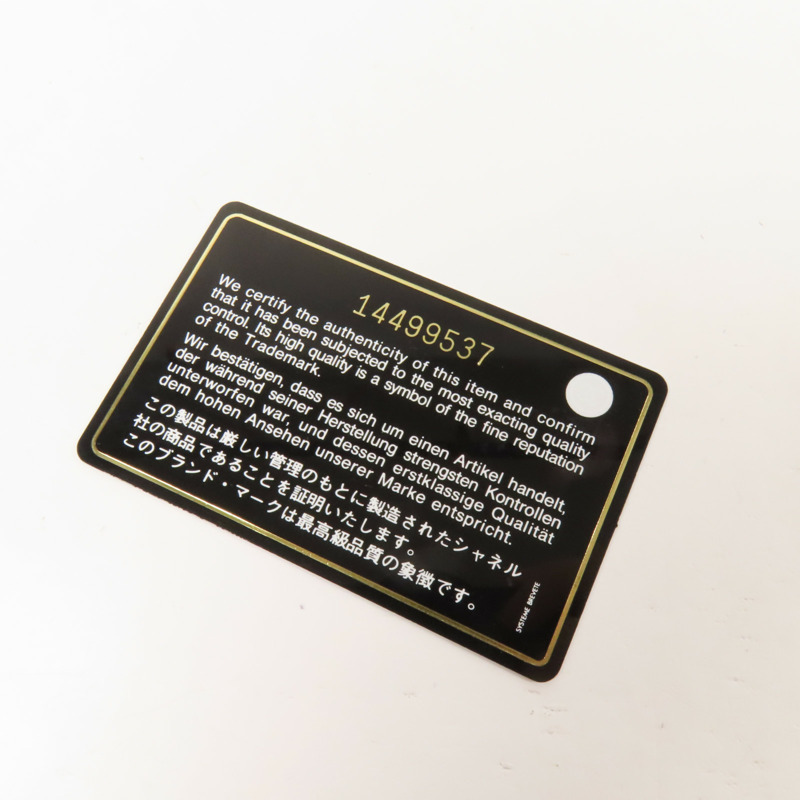 14499537
We certify the authenticity of this item and confirm
that it has been subjected to the most exacting quality
control. Its high quality is a symbol of the fine reputation
of the Trademark.
Wir bestätigen, dass es sich um einen Artikel handelt,
der während seiner Herstellung strengsten Kontrollen
unterworfen war, und dessen erstklassige Qualität
dem hohen Ansehen unserer Marke entspricht.
この製品は厳しい管理のもとに製造されたシャネル
社の商品であることを証明いたします。
このブランド・マークは最高級品質の象徴です。
SYSTEME BREVETE